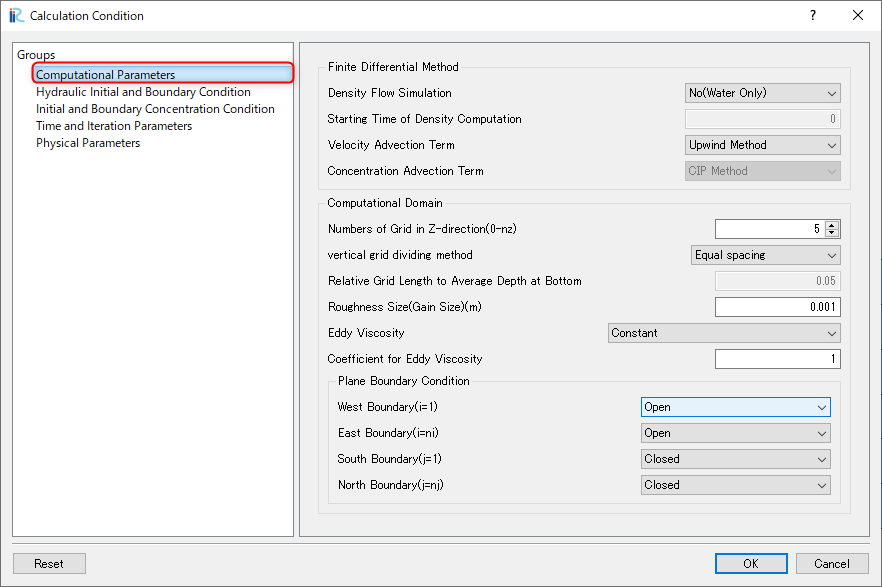 iRIC Calculation Condition ?
Groups
Computational Parameters
Hydraulic Initial and Boundary Condition
Initial and Boundary Concentration Condition
Time and Iteration Parameters
Physical Parameters
Finite Differential Method
Density Flow Simulation No(Water Only)
Starting Time of Density Computation 0
Velocity Advection Term Upwind Method
Concentration Advection Term CIP Method
Computational Domain
Numbers of Grid in Z-direction(0-nz) 5
vertical grid dividing method Equal spacing
Relative Grid Length to Average Depth at Bottom 0.05
Roughness Size(Gain Size)(m) 0.001
Eddy Viscosity Constant
Coefficient for Eddy Viscosity 1
Plane Boundary Condition
West Boundary(i=1) Open
East Boundary(i=ni) Open
South Boundary(j=1) Closed
North Boundary(j=nj) Closed
Reset OK Cancel